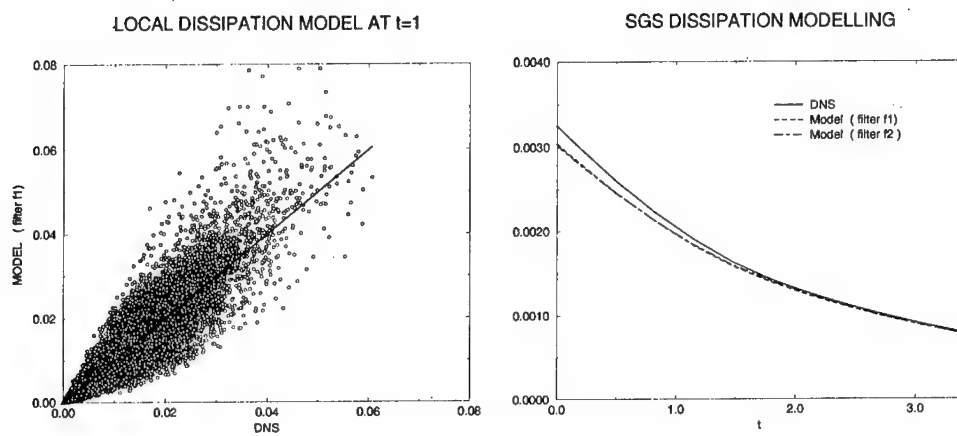 LOCAL DISSIPATION MODEL AT t=1
0.08
0.06
0.04
0.02
0.00
MODEL ( filter f1)
0.00 0.02 0.04 0.06 0.08
DNS
SGS DISSIPATION MODELLING
0.0040
0.0030
0.0020
0.0010
0.0000
DNS
Model ( filter f1)
Model ( filter f2)
0.0 1.0 2.0 3.0
t